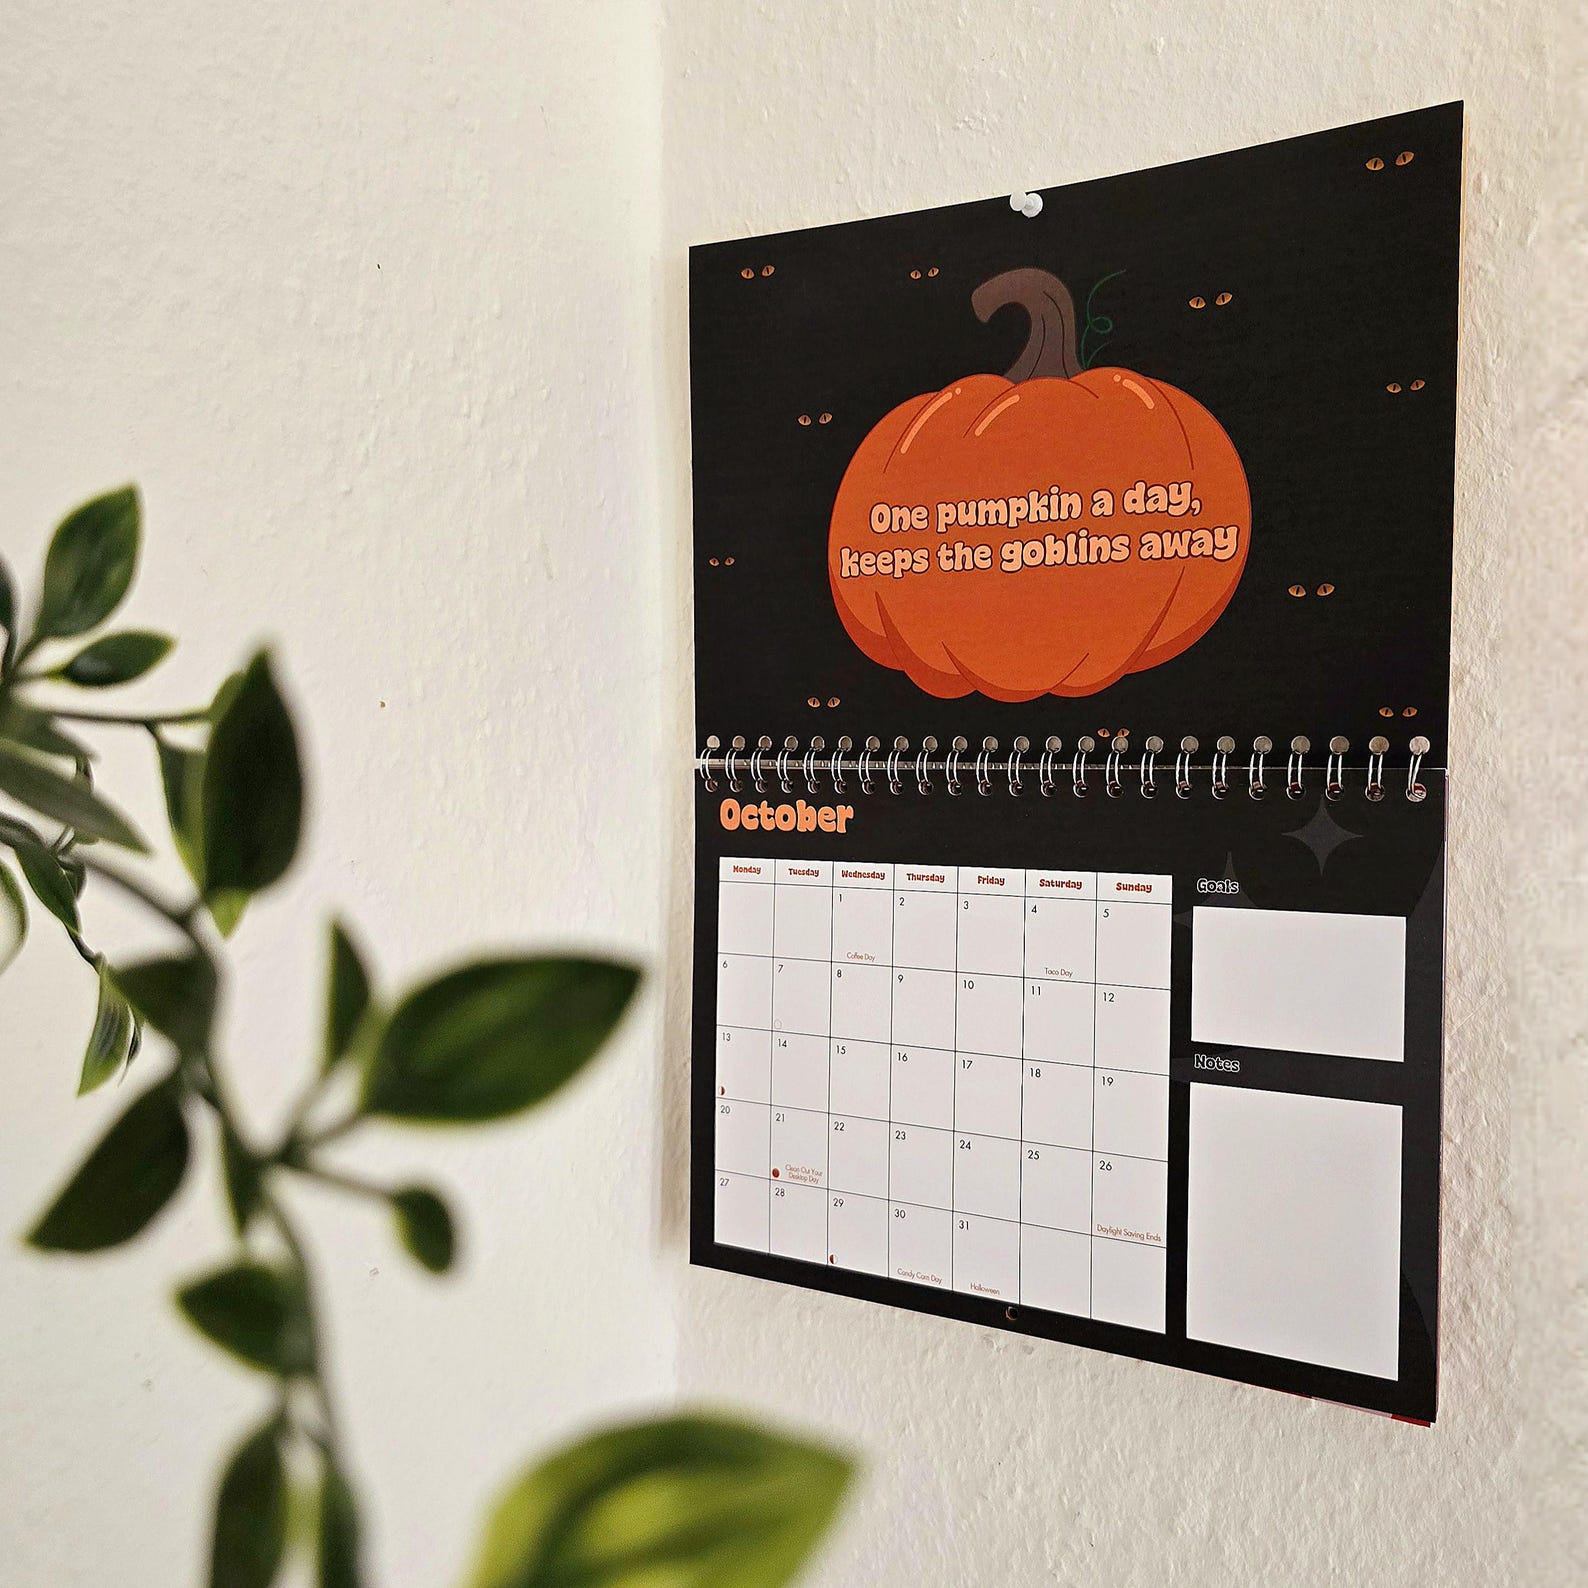 One pumpkin a day,
keeps the goblins away
October
Monday Tuesday Wednesday Thursday Friday Saturday Sunday
1 2 3 4 5
Coffee Day Taco Day
6 7 8 9 10 11 12
13 14 15 16 17 18 19
20 21 22 23 24 25 26
Clean Out Your
Desktop Day
Daylight Saving Ends
27 28 29 30 31
Candy Corn Day Halloween
Goals
Notes